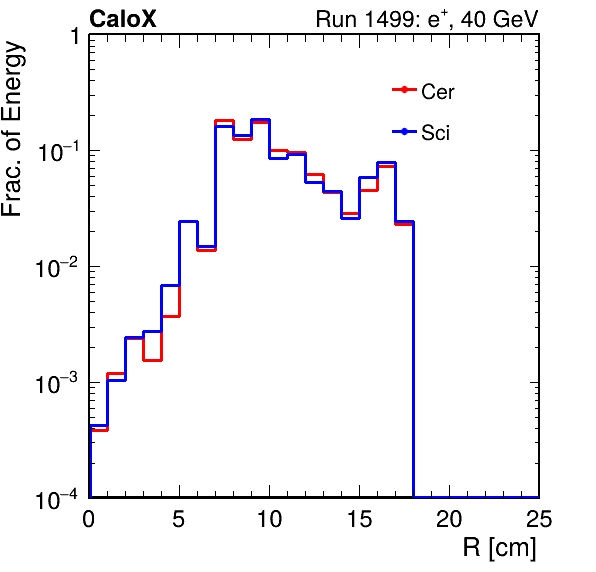 CaloX Run 1499: e⁺, 40 GeV
Frac. of Energy
Cer
Sci
1
10⁻¹
10⁻²
10⁻³
10⁻⁴
0 5 10 15 20 25
R [cm]